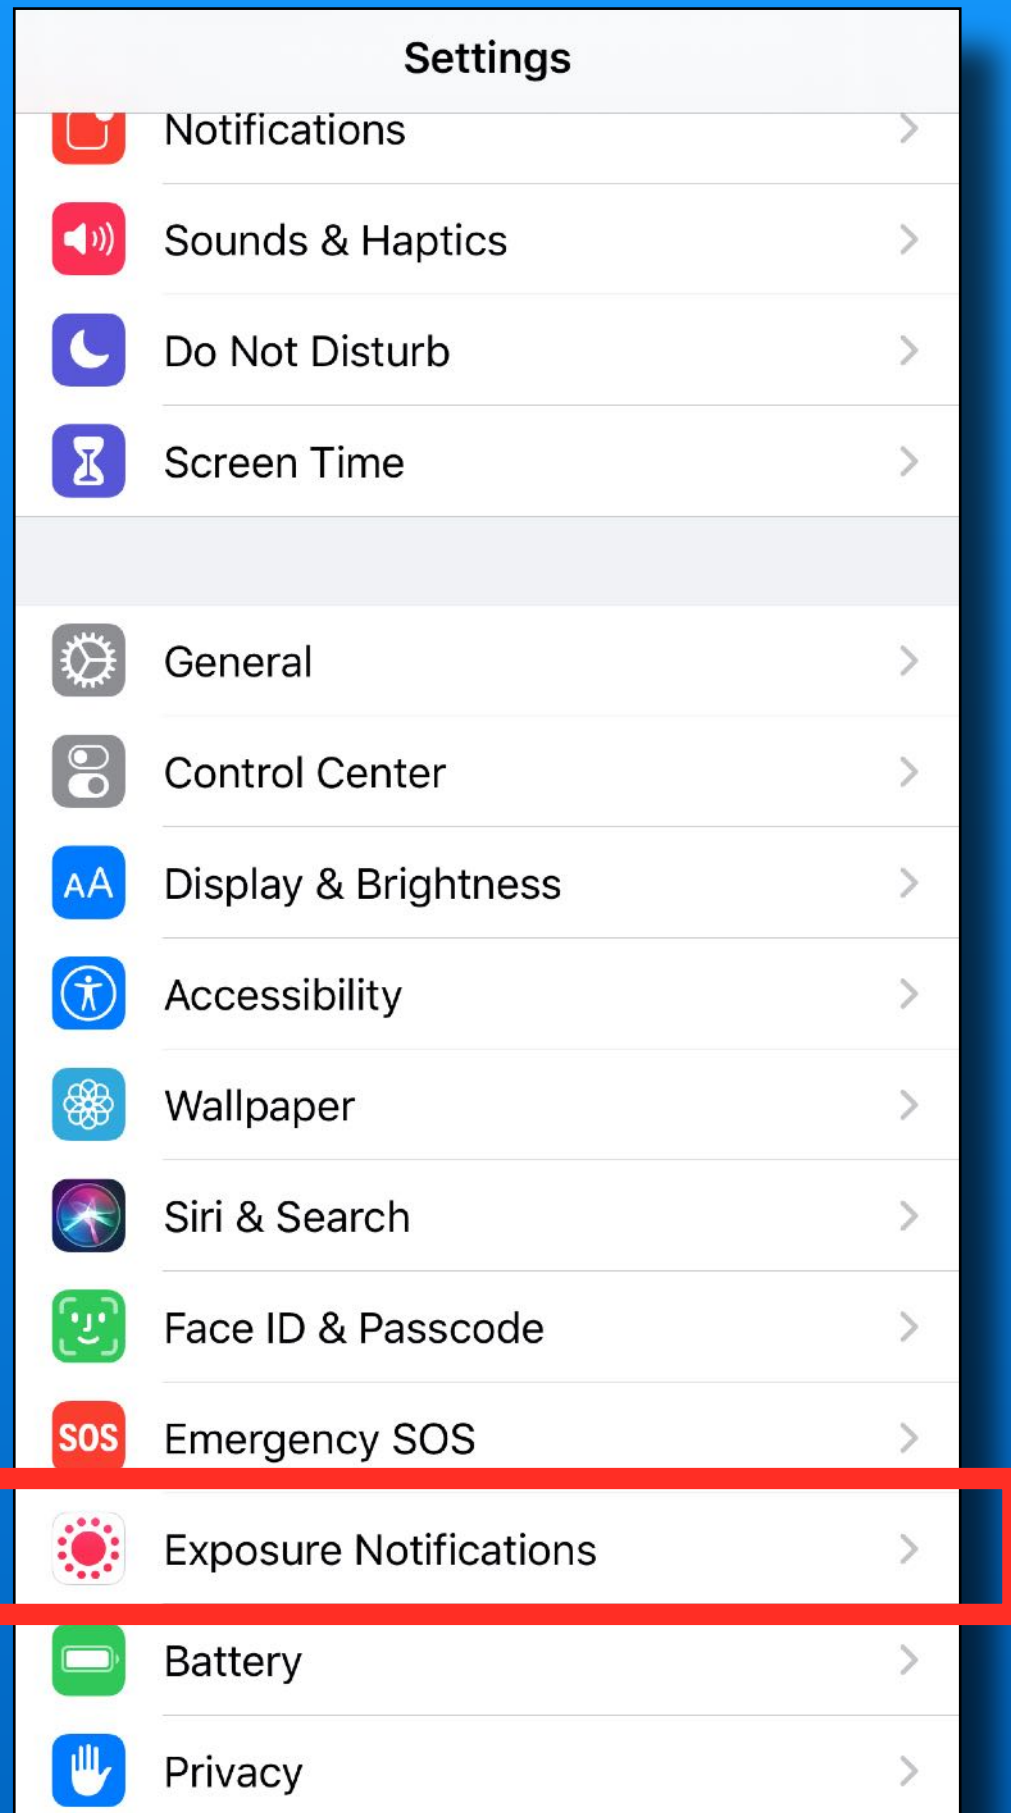 Settings
Notifications
Sounds & Haptics
Do Not Disturb
Screen Time
General
Control Center
AA
Display & Brightness
Accessibility
Wallpaper
Siri & Search
Face ID & Passcode
SOS
Emergency SOS
Exposure Notifications
Battery
Privacy